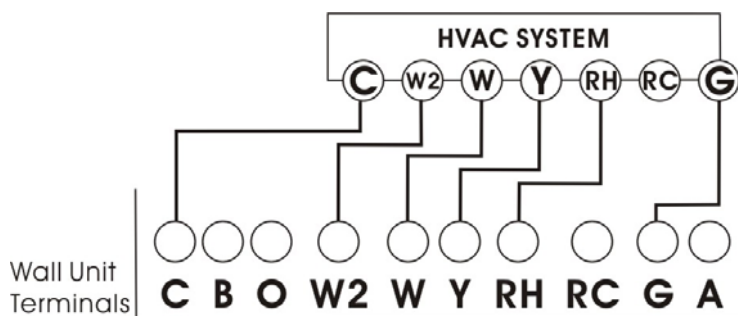 HVAC SYSTEM
C W2 W Y RH RC G
Wall Unit
Terminals
C B O W2 W Y RH RC G A